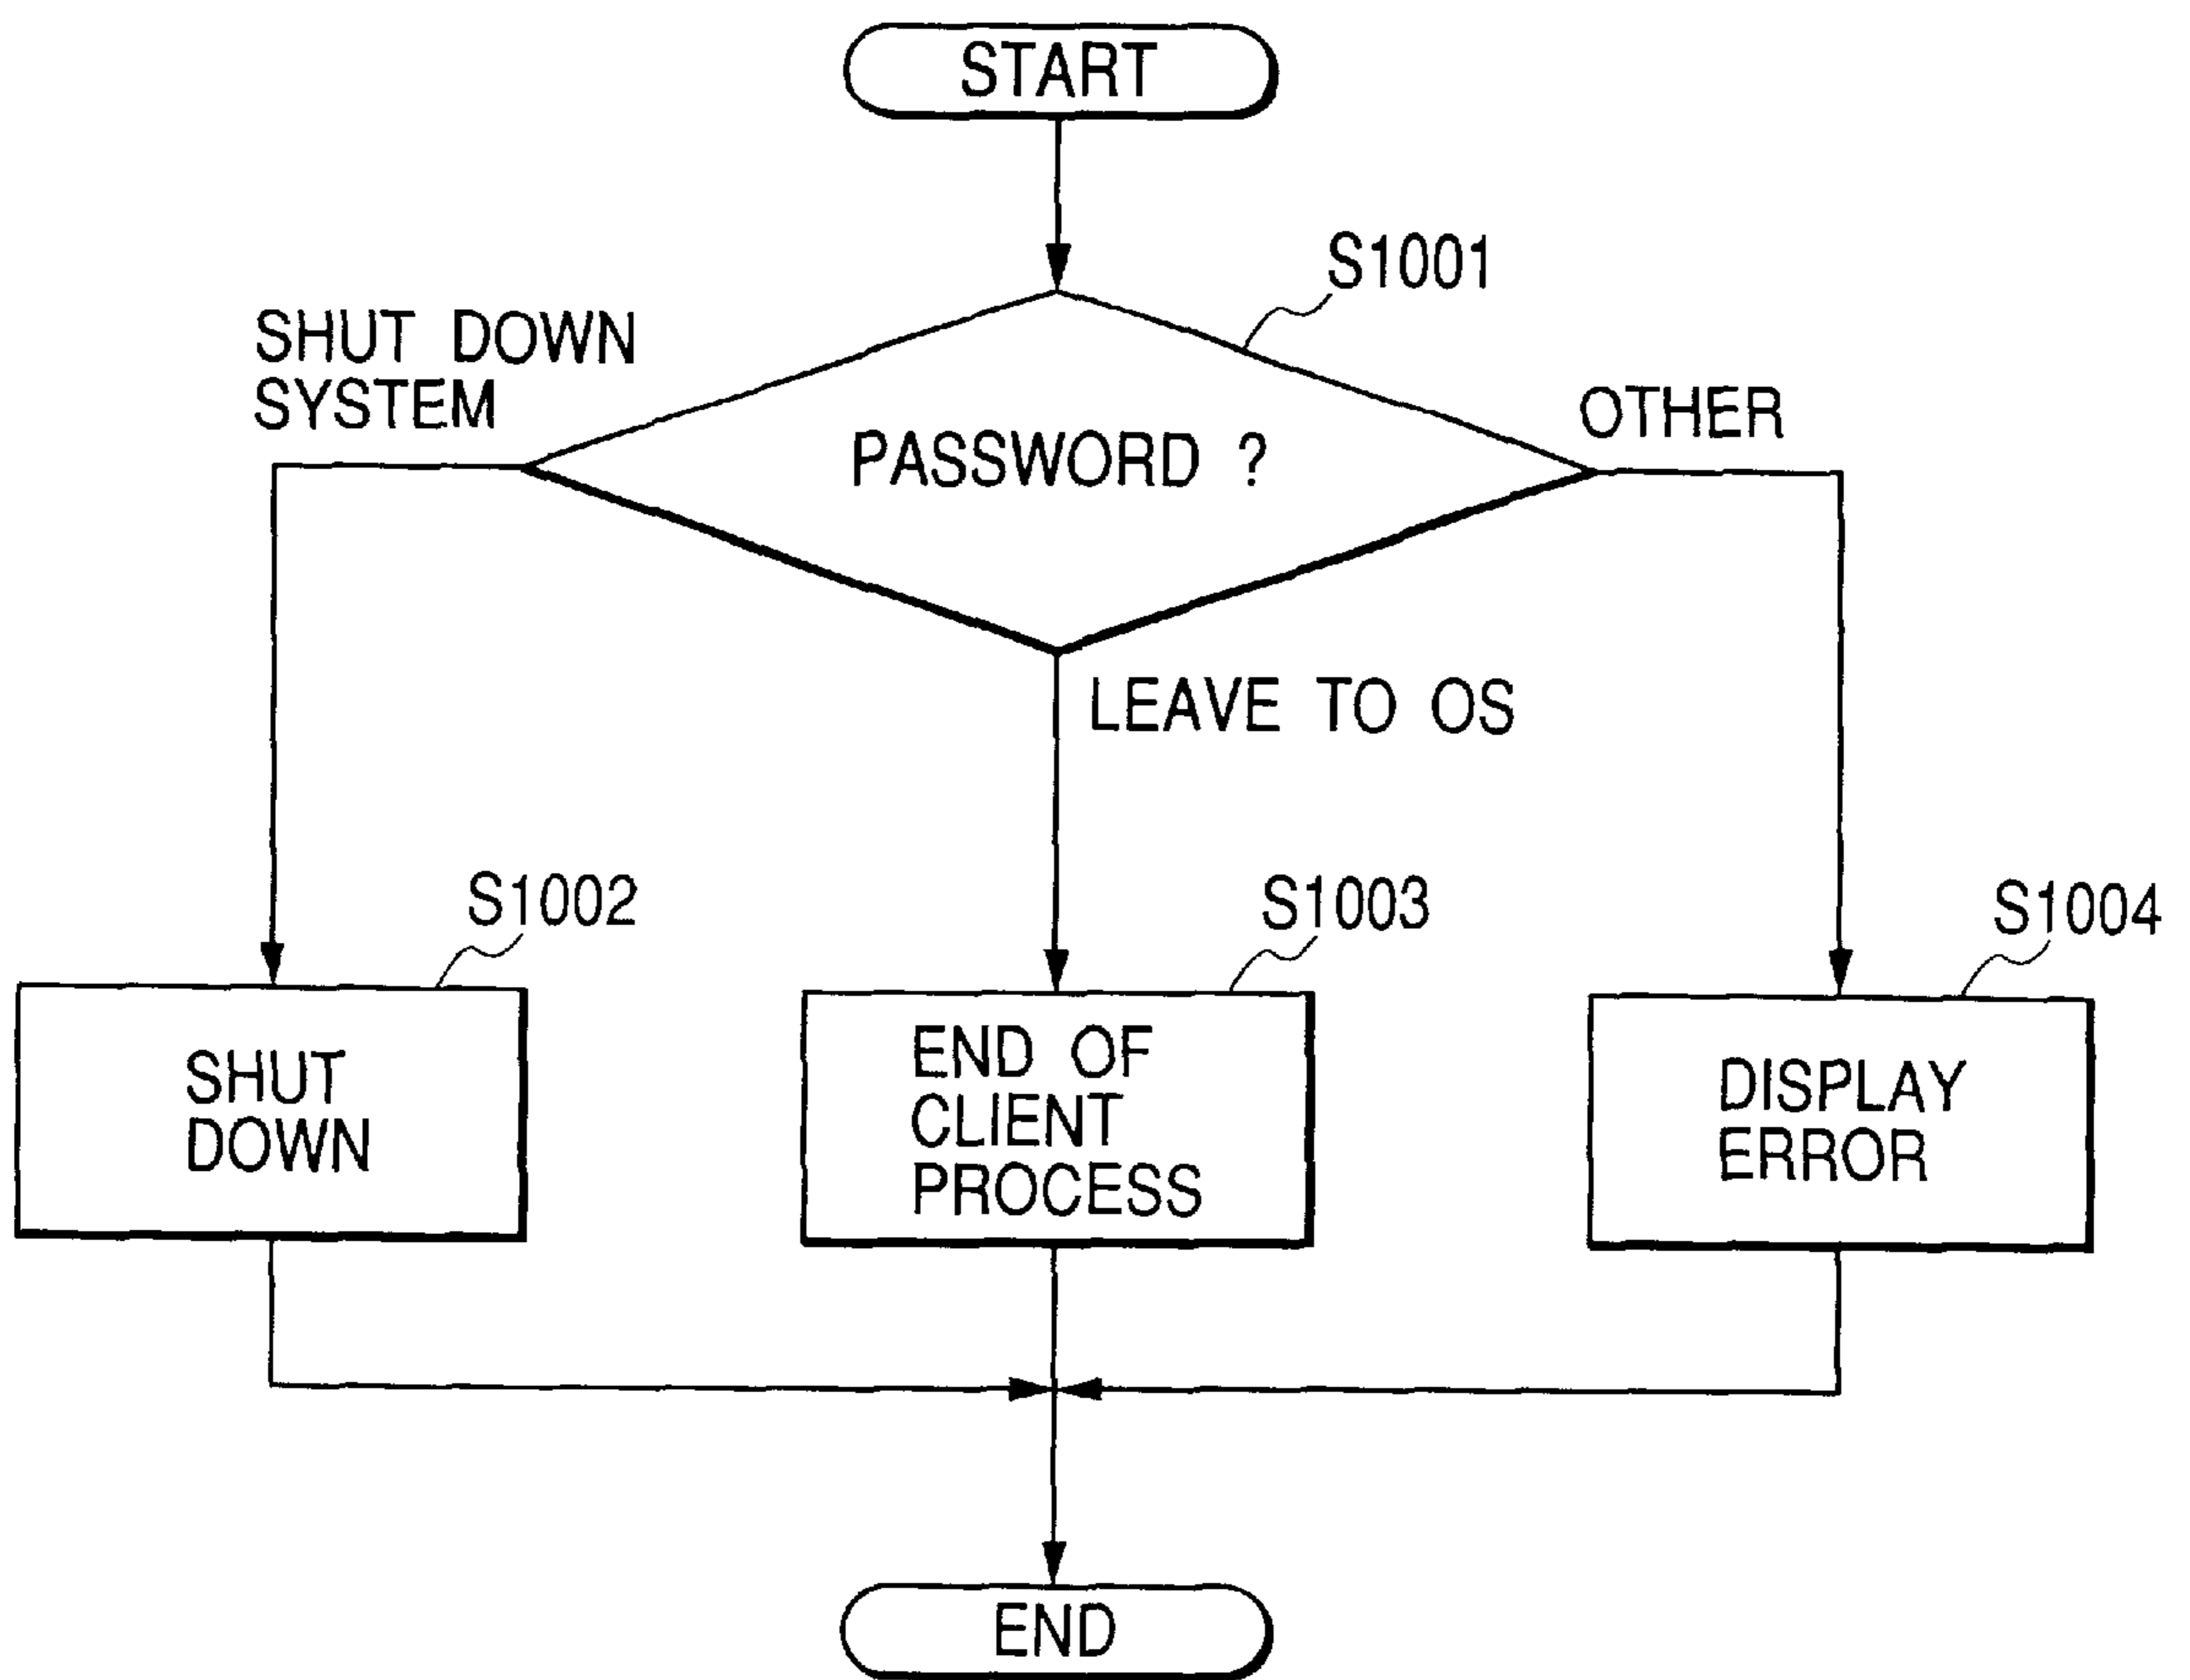 START
S1001
SHUT DOWN
SYSTEM
OTHER
PASSWORD ?
LEAVE TO OS
S1002
S1003
S1004
SHUT
DOWN
END OF
CLIENT
PROCESS
DISPLAY
ERROR
END